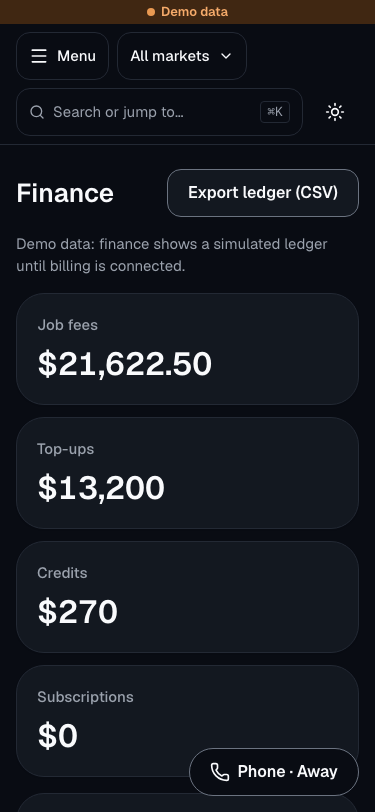 Demo data
Menu
All markets
Search or jump to...
⌘K
Finance
Export ledger (CSV)
Demo data: finance shows a simulated ledger
until billing is connected.
Job fees
$21,622.50
Top-ups
$13,200
Credits
$270
Subscriptions
$0
Phone · Away